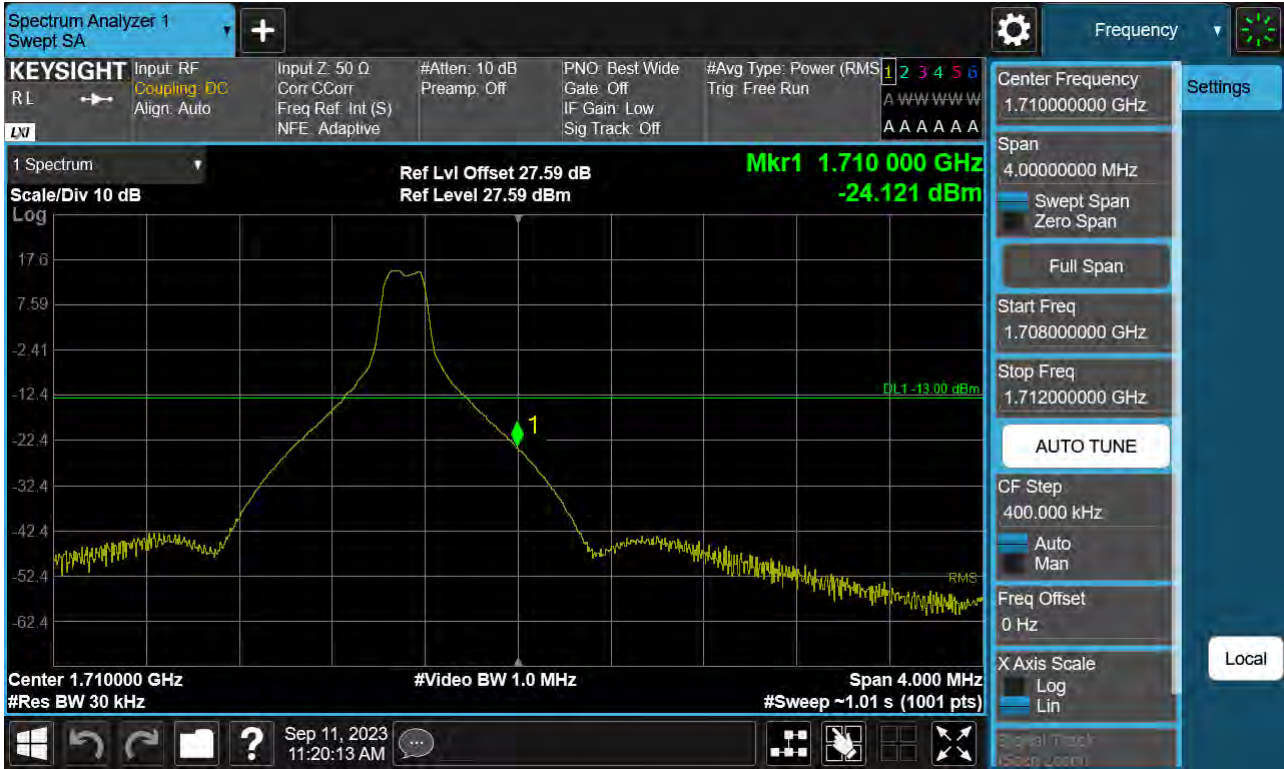 Spectrum Analyzer 1
Swept SA
+
Frequency
KEYSIGHT
R L
LXI
Input: RF
Coupling: DC
Align: Auto
Input Z: 50 Ω
Corr CCorr
Freq Ref: Int (S)
NFE: Adaptive
#Atten: 10 dB
Preamp: Off
PNO: Best Wide
Gate: Off
IF Gain: Low
Sig Track: Off
#Avg Type: Power (RMS
Trig: Free Run
1 2 3 4 5 6
A W W W W W
A A A A A A
1 Spectrum
Scale/Div 10 dB
Log
Ref Lvl Offset 27.59 dB
Ref Level 27.59 dBm
Mkr1 1.710 000 GHz
-24.121 dBm
17.6
7.59
-2.41
-12.4
-22.4
-32.4
-42.4
-52.4
-62.4
DL1 -13.00 dBm
1
RMS
Center 1.710000 GHz
#Res BW 30 kHz
#Video BW 1.0 MHz
Span 4.000 MHz
#Sweep ~1.01 s (1001 pts)
Center Frequency
1.710000000 GHz
Settings
Span
4.00000000 MHz
Swept Span
Zero Span
Full Span
Start Freq
1.708000000 GHz
Stop Freq
1.712000000 GHz
AUTO TUNE
CF Step
400.000 kHz
Auto
Man
Freq Offset
0 Hz
X Axis Scale
Log
Lin
Local
Signal Track
(Span Zoom)
?
Sep 11, 2023
11:20:13 AM